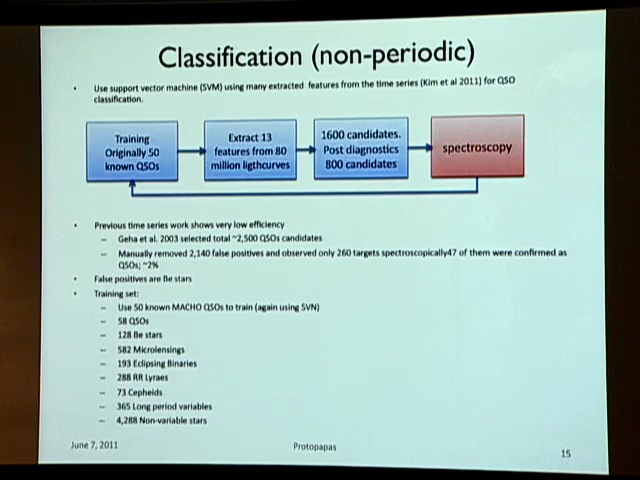 Classification (non-periodic)
• Use support vector machine (SVM) using many extracted features from the time series (Kim et al 2011) for QSO
classification.
Training
Originally 50
known QSOs
Extract 13
features from 80
million ligthcurves
1600 candidates.
Post diagnostics
800 candidates
spectroscopy
• Previous time series work shows very low efficiency
– Geha et al. 2003 selected total ~2,500 QSOs candidates
– Manually removed 2,140 false positives and observed only 260 targets spectroscopically47 of them were confirmed as
QSOs; ~2%
• False positives are Be stars
• Training set:
– Use 50 known MACHO QSOs to train (again using SVN)
– 58 QSOs
– 128 Be stars
– 582 Microlensings
– 193 Eclipsing Binaries
– 288 RR Lyraes
– 73 Cepheids
– 365 Long period variables
– 4,288 Non-variable stars
June 7, 2011
Protopapas
15